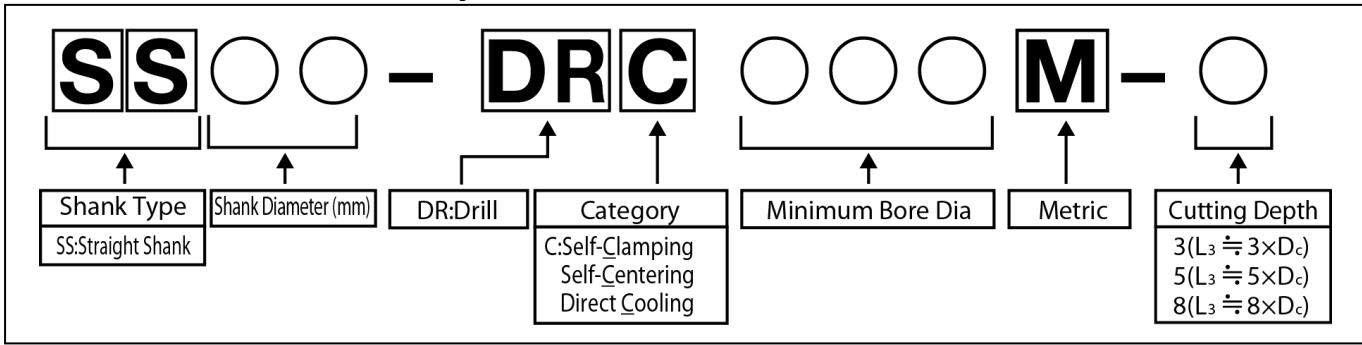 SS○○-DRC○○○M-○
Shank Type
SS:Straight Shank
Shank Diameter (mm)
DR:Drill
Category
C:Self-Clamping
Self-Centering
Direct Cooling
Minimum Bore Dia
Metric
Cutting Depth
3(L₃≒3×Dc)
5(L₃≒5×Dc)
8(L₃≒8×Dc)